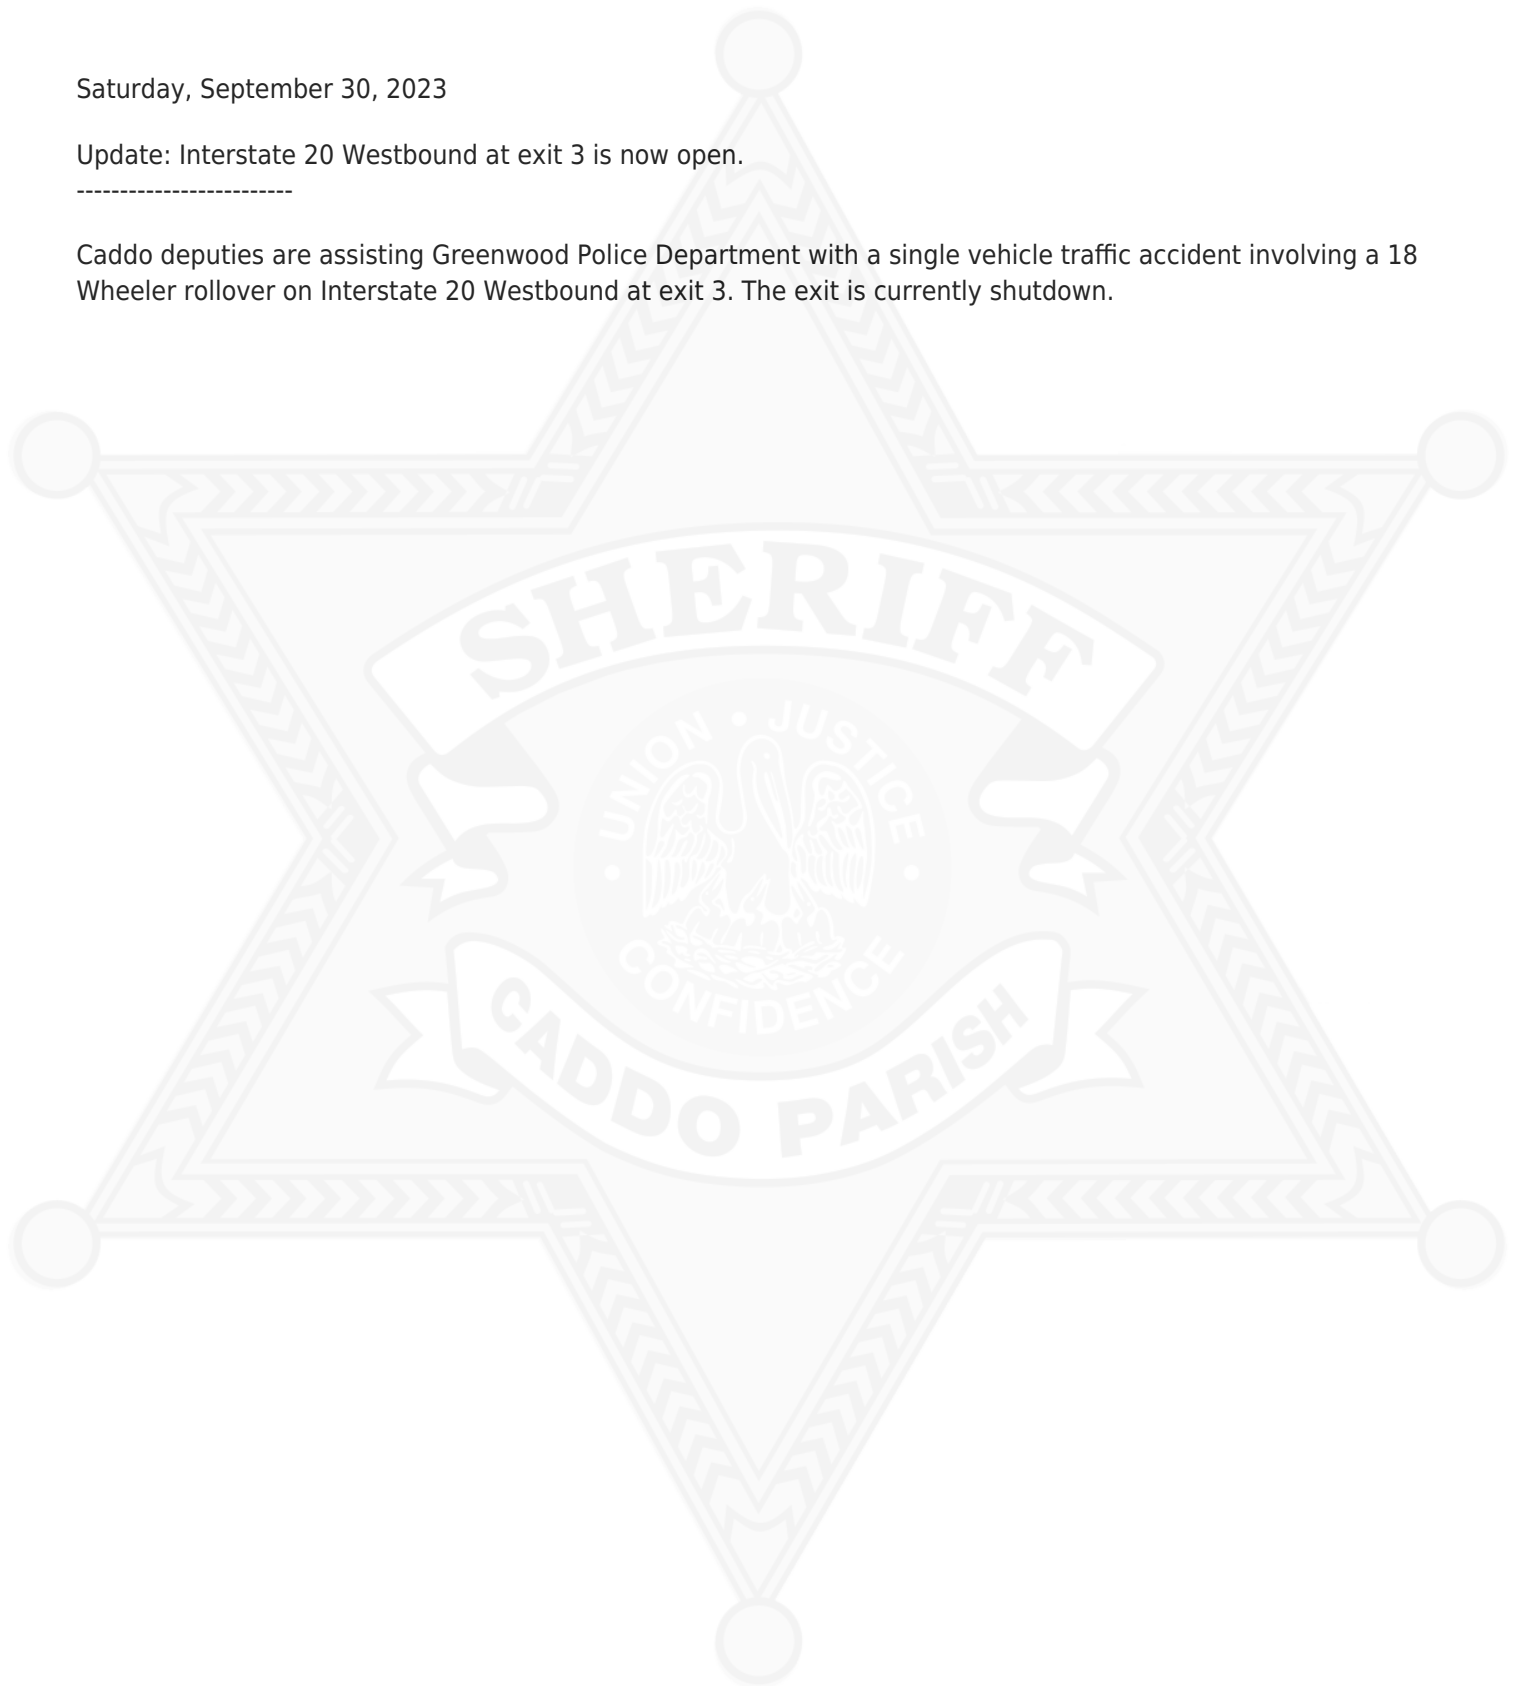 Saturday, September 30, 2023
Update: Interstate 20 Westbound at exit 3 is now open.
-------------------------
Caddo deputies are assisting Greenwood Police Department with a single vehicle traffic accident involving a 18
Wheeler rollover on Interstate 20 Westbound at exit 3. The exit is currently shutdown.
SHERIFF
UNION • JUSTICE
• CONFIDENCE •
CADDO PARISH